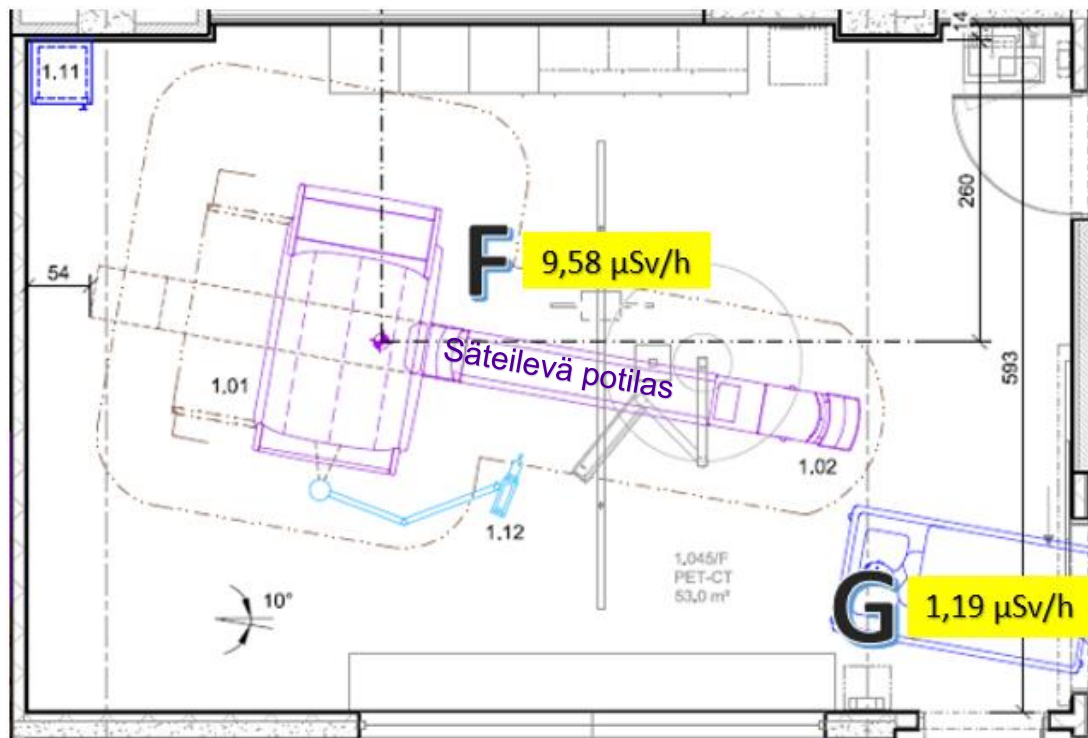 14
1.11
260
F
9,58 µSv/h
54
Säteilevä potilas
593
1.01
1.02
1.12
1.045/F
PET-CT
53,0 m²
10°
G
1,19 µSv/h